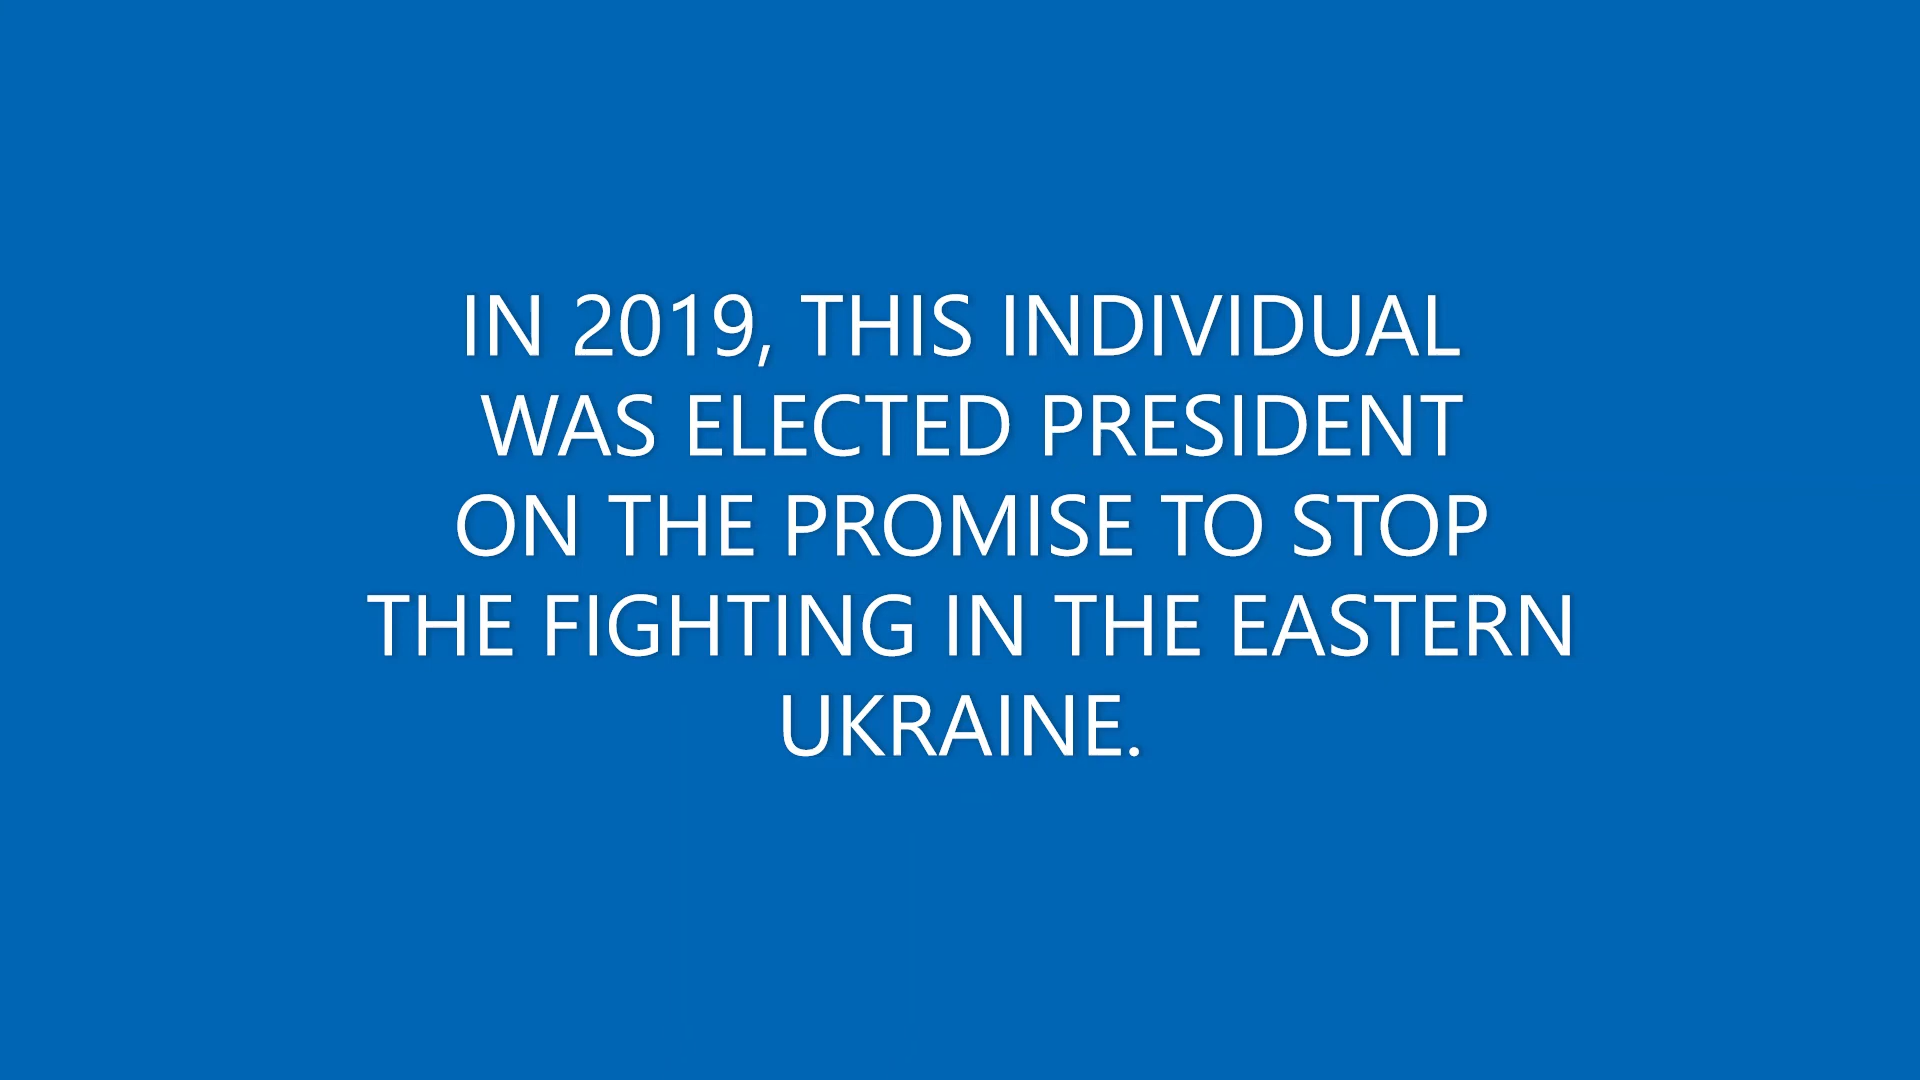 IN 2019, THIS INDIVIDUAL
WAS ELECTED PRESIDENT
ON THE PROMISE TO STOP
THE FIGHTING IN THE EASTERN
UKRAINE.